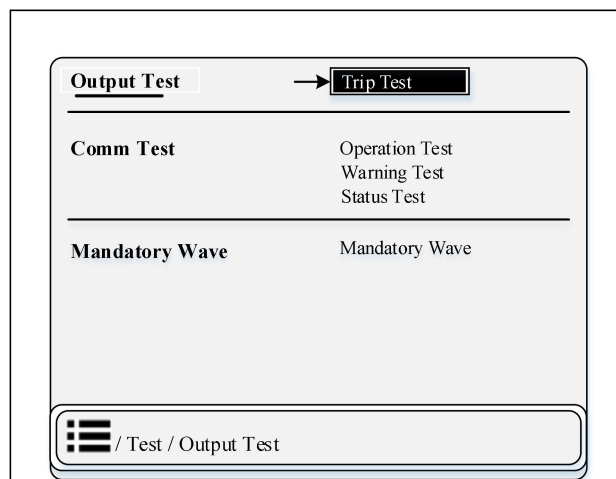 Output Test
Trip Test
Comm Test
Operation Test
Warning Test
Status Test
Mandatory Wave
Mandatory Wave
/ Test / Output Test